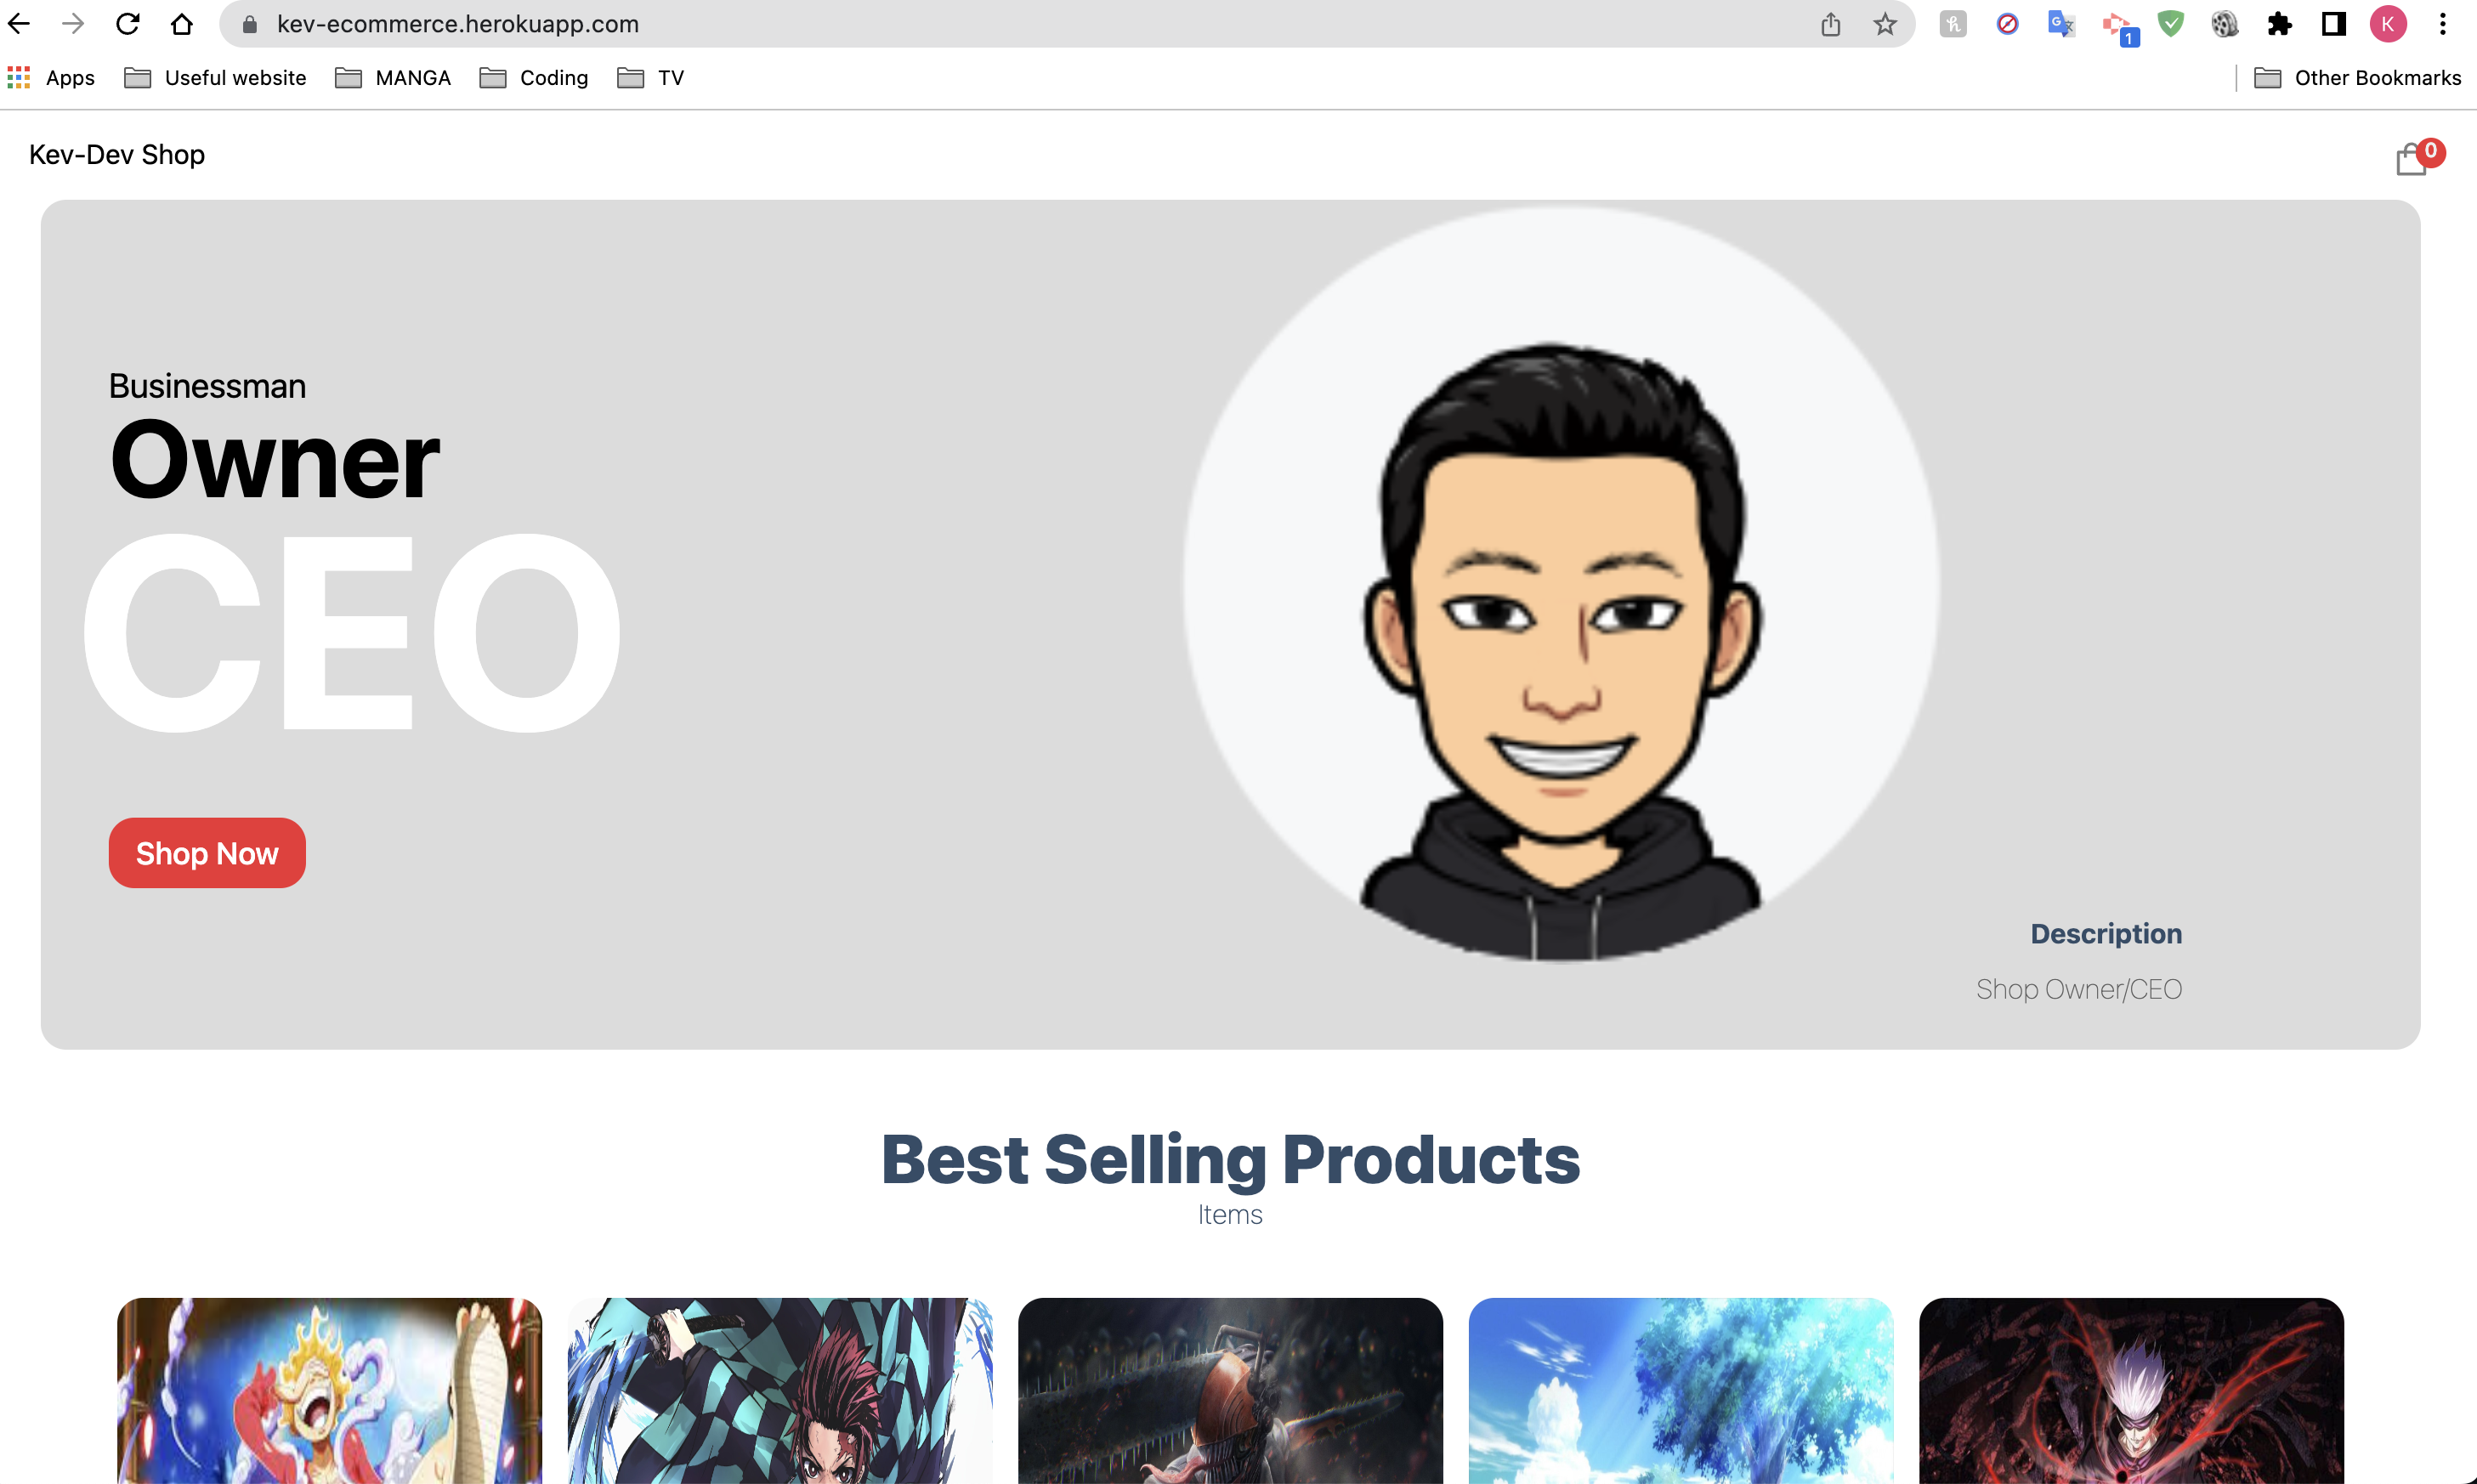 kev-ecommerce.herokuapp.com
1
K
Apps Useful website MANGA Coding TV Other Bookmarks
Kev-Dev Shop
0
Businessman
Owner
CEO
Shop Now
Description
Shop Owner/CEO
Best Selling Products
Items